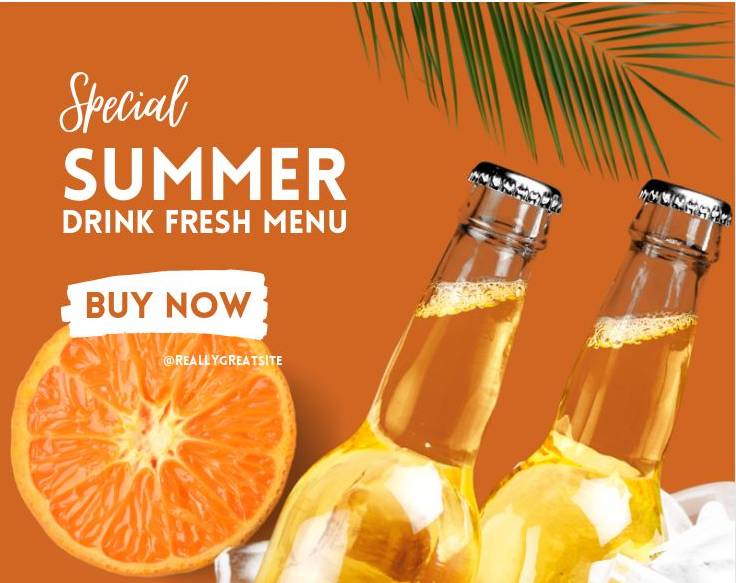 Special
SUMMER
DRINK FRESH MENU
BUY NOW
@REALLYGREATSITE